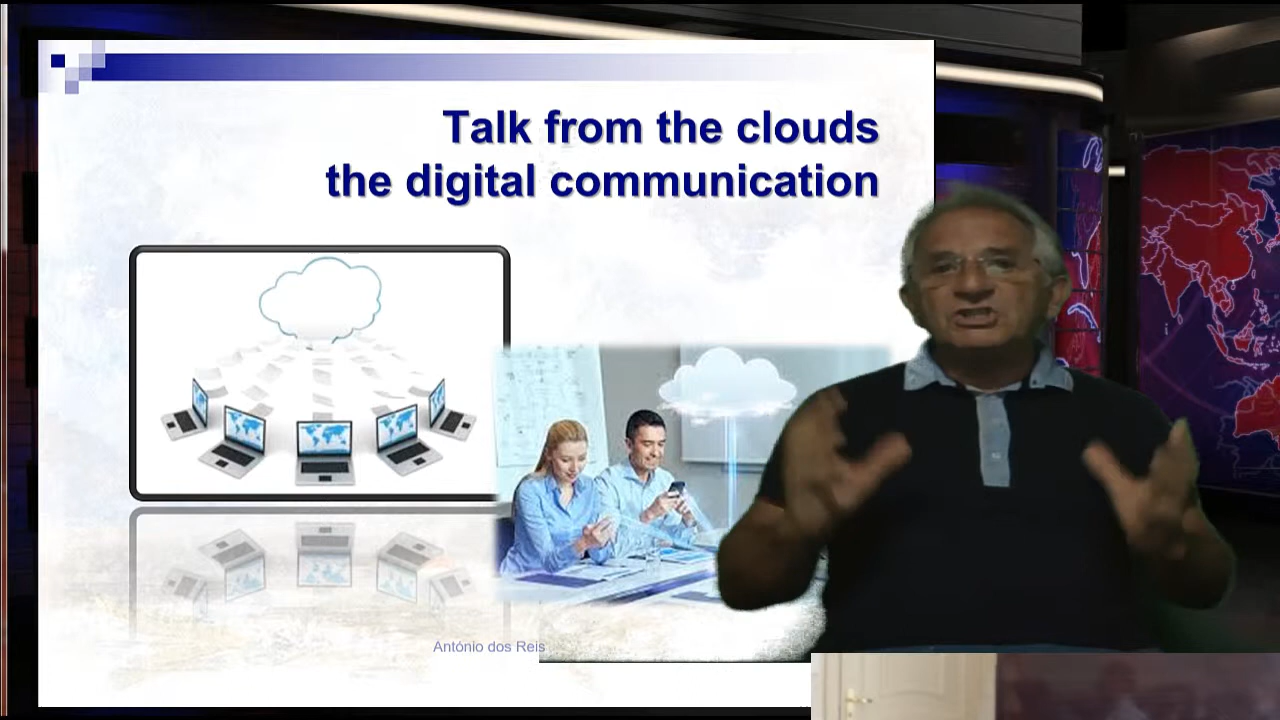 Talk from the clouds
the digital communication
António dos Reis